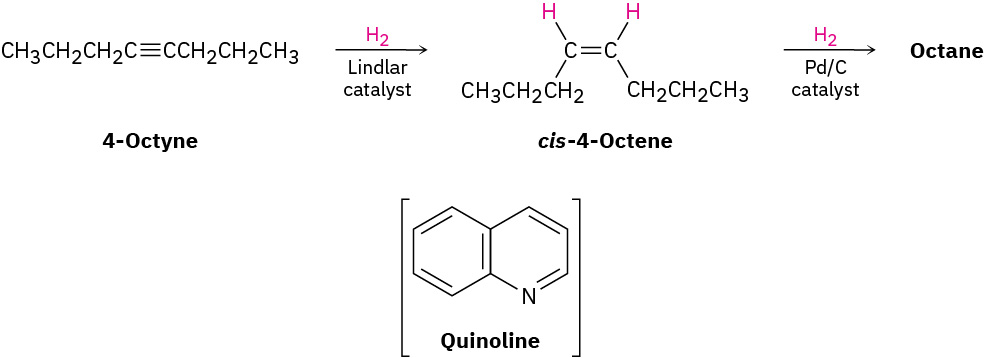 H H
CH3CH2CH2C≡CCH2CH2CH3 H2 C=C H2 Octane
Lindlar Pd/C
catalyst CH3CH2CH2 CH2CH2CH3 catalyst
4-Octyne cis-4-Octene
N
Quinoline